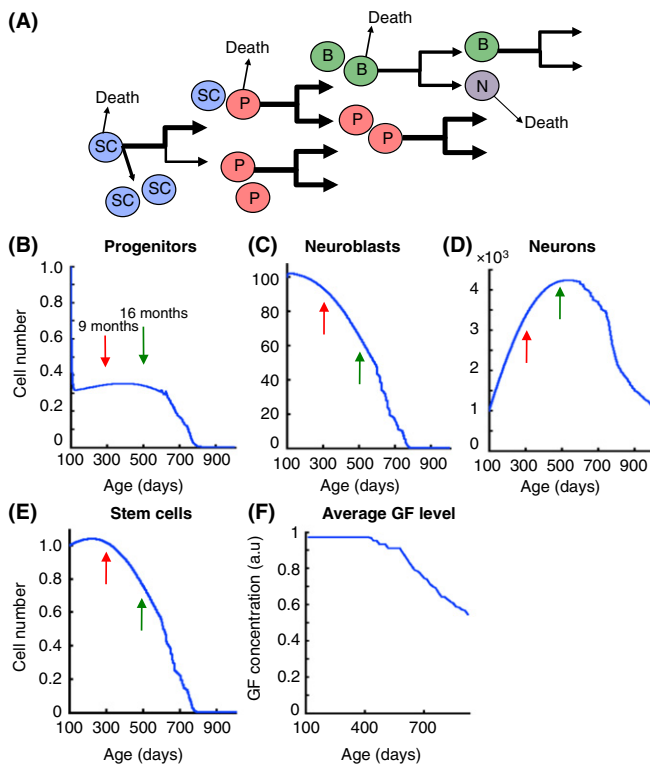 (A)
Death
Death
Death
B
B
B
SC
P
N
Death
SC
P
P
P
P
SC
SC
(B) Progenitors
1.0
0.8
0.6
0.4
0.2
0
Cell number
9 months
16 months
100 300 500 700 900
Age (days)
(C) Neuroblasts
100
80
60
40
20
0
100 300 500 700 900
Age (days)
(D) Neurons
×10³
4
3
2
1
0
100 300 500 700 900
Age (days)
(E) Stem cells
1.0
0.8
0.6
0.4
0.2
0
Cell number
100 300 500 700 900
Age (days)
(F) Average GF level
1
0.8
0.6
0.4
0.2
0
GF concentration (a.u)
100 400 700
Age (days)